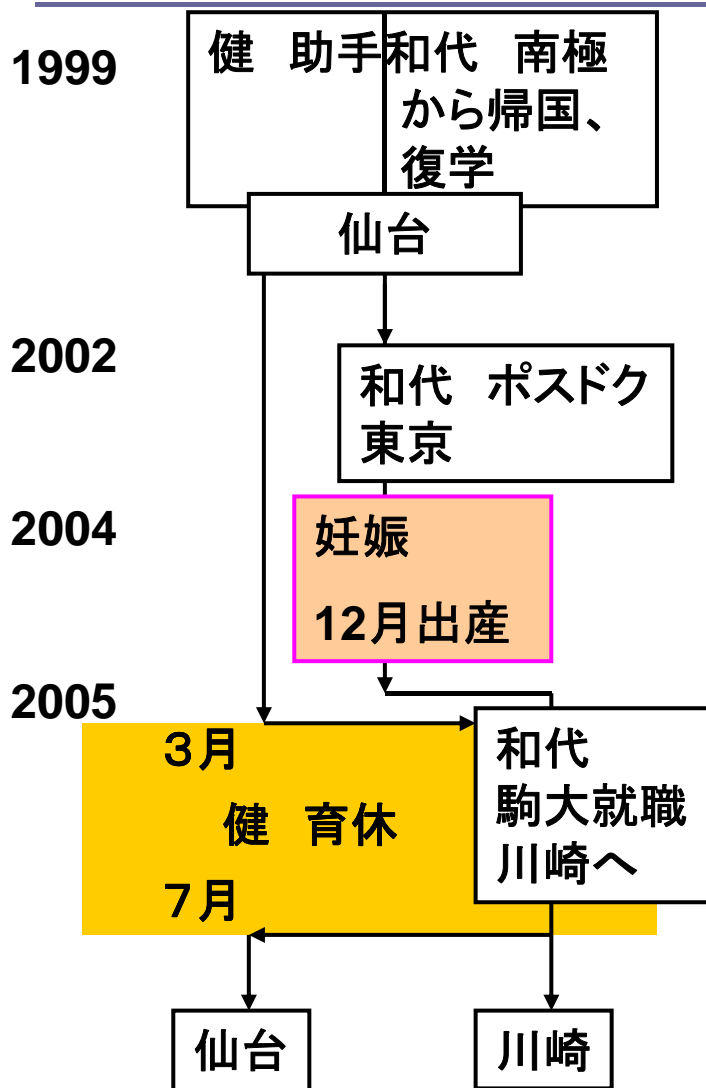 1999
健 助手
和代 南極
から帰国、
復学
仙台
2002
和代 ポスドク
東京
2004
妊娠
12月出産
2005
3月
健 育休
7月
和代
駒大就職
川崎へ
仙台
川崎